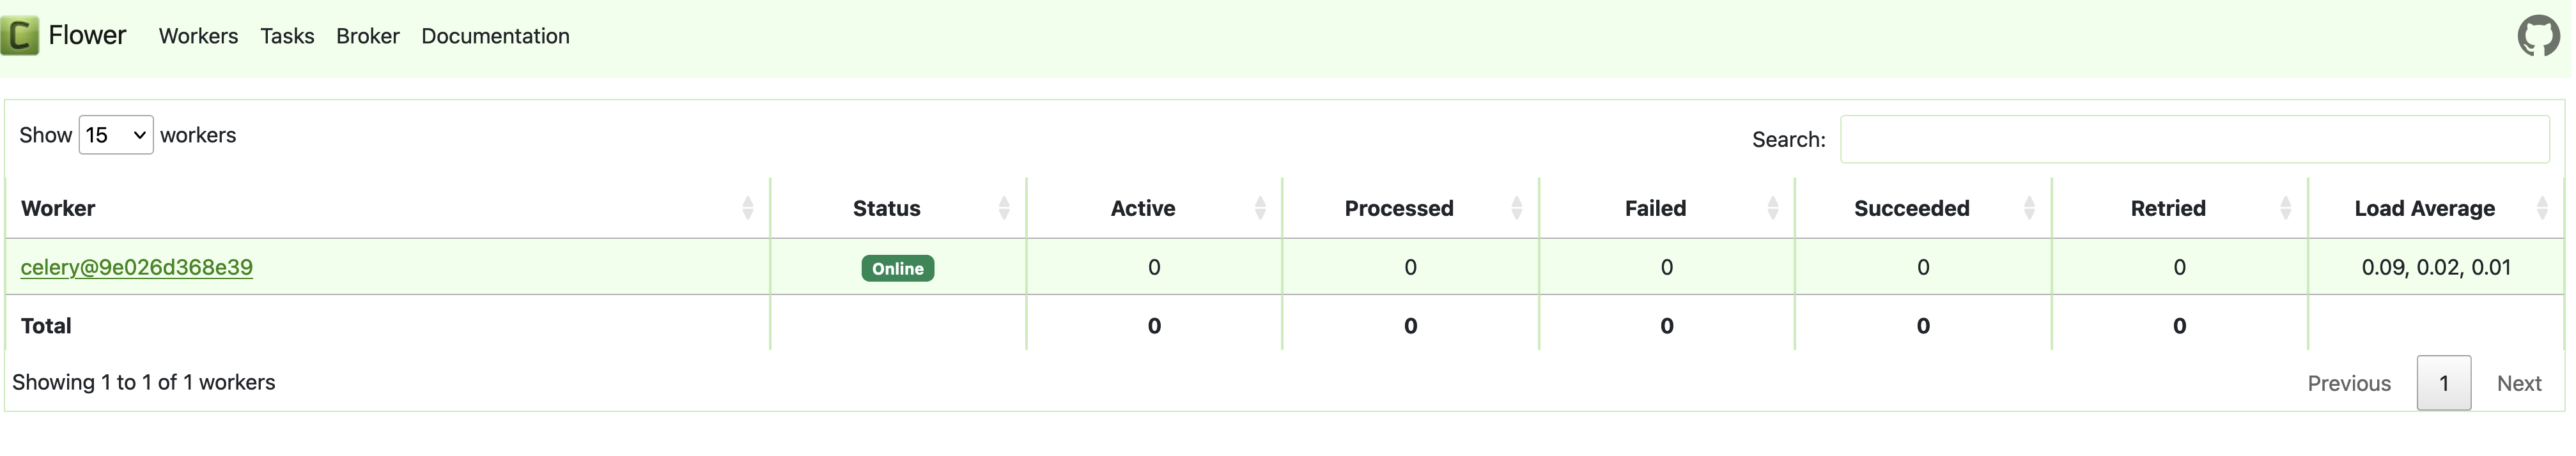 C Flower Workers Tasks Broker Documentation
Show 15 workers Search:
Worker Status Active Processed Failed Succeeded Retried Load Average
celery@9e026d368e39 Online 0 0 0 0 0 0.09, 0.02, 0.01
Total 0 0 0 0 0
Showing 1 to 1 of 1 workers Previous 1 Next